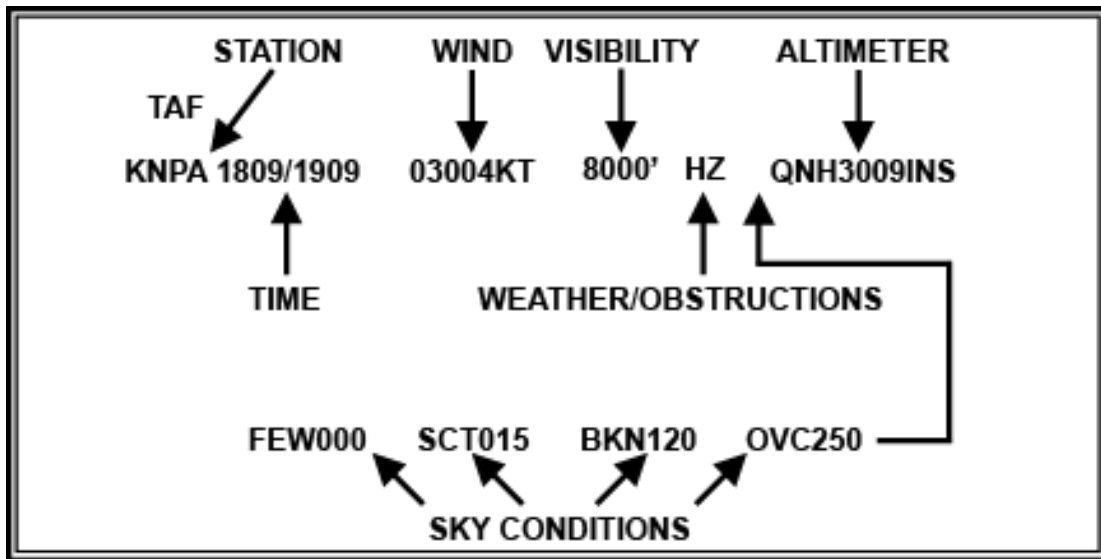 STATION WIND VISIBILITY ALTIMETER
TAF
KNPA 1809/1909 03004KT 8000' HZ QNH3009INS
TIME WEATHER/OBSTRUCTIONS
FEW000 SCT015 BKN120 OVC250
SKY CONDITIONS